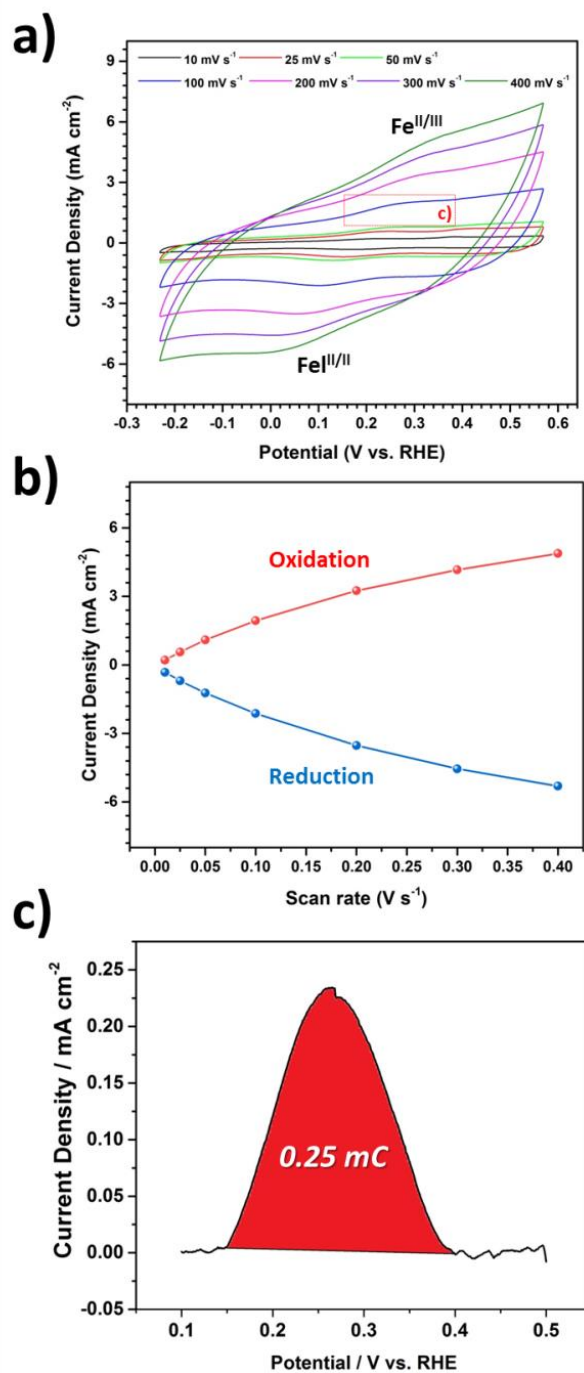 a)
10 mV s⁻¹ 25 mV s⁻¹ 50 mV s⁻¹
100 mV s⁻¹ 200 mV s⁻¹ 300 mV s⁻¹ 400 mV s⁻¹
Feᴵᴵ/ᴵᴵᴵ
c)
FeIᴵᴵ/ᴵᴵ
Current Density (mA cm⁻²)
9
6
3
0
-3
-6
-0.3 -0.2 -0.1 0.0 0.1 0.2 0.3 0.4 0.5 0.6
Potential (V vs. RHE)
b)
Oxidation
Reduction
Current Density (mA cm⁻²)
6
3
0
-3
-6
0.00 0.05 0.10 0.15 0.20 0.25 0.30 0.35 0.40
Scan rate (V s⁻¹)
c)
0.25 mC
Current Density / mA cm⁻²
0.25
0.20
0.15
0.10
0.05
0.00
-0.05
0.1 0.2 0.3 0.4 0.5
Potential / V vs. RHE